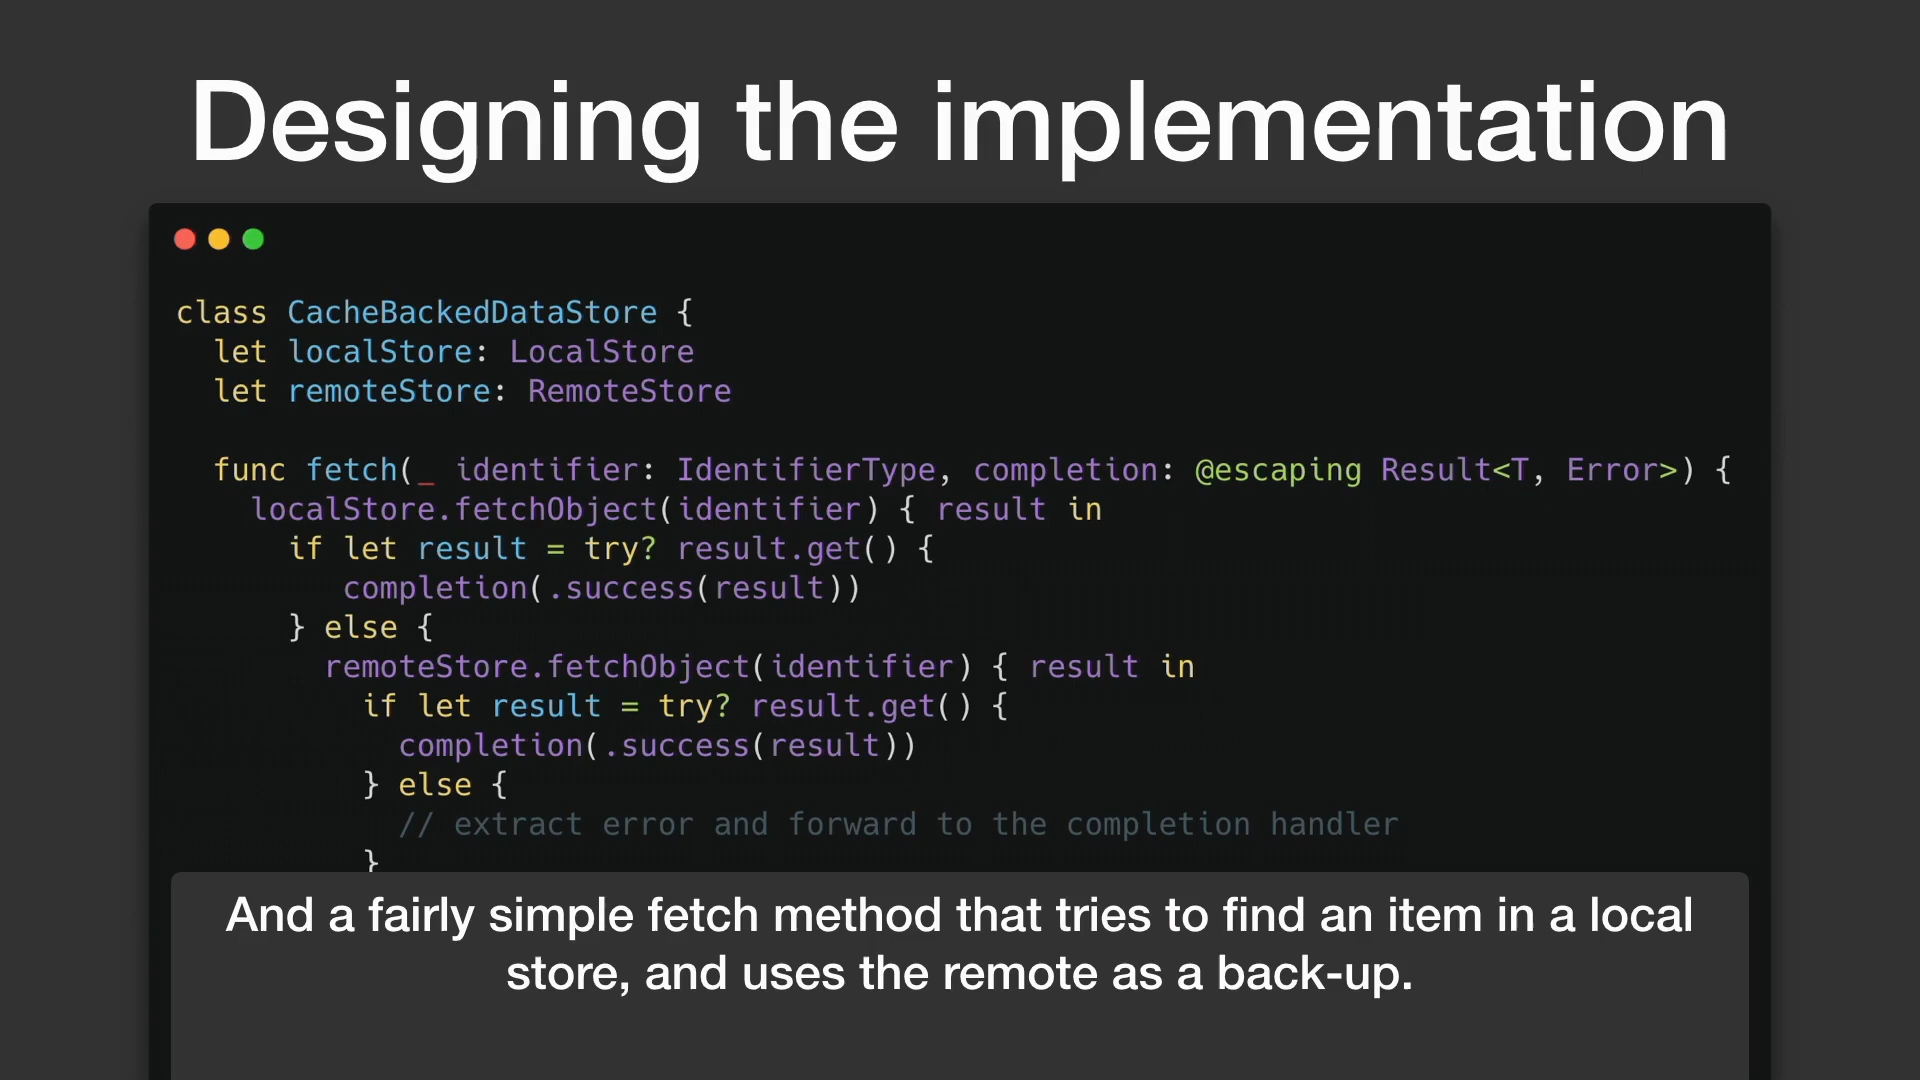 Designing the implementation
class CacheBackedDataStore {
  let localStore: LocalStore
  let remoteStore: RemoteStore
  func fetch(_ identifier: IdentifierType, completion: @escaping Result<T, Error>) {
    localStore.fetchObject(identifier) { result in
      if let result = try? result.get() {
         completion(.success(result))
      } else {
        remoteStore.fetchObject(identifier) { result in
          if let result = try? result.get() {
            completion(.success(result))
          } else {
            // extract error and forward to the completion handler
          }
And a fairly simple fetch method that tries to find an item in a local
store, and uses the remote as a back-up.